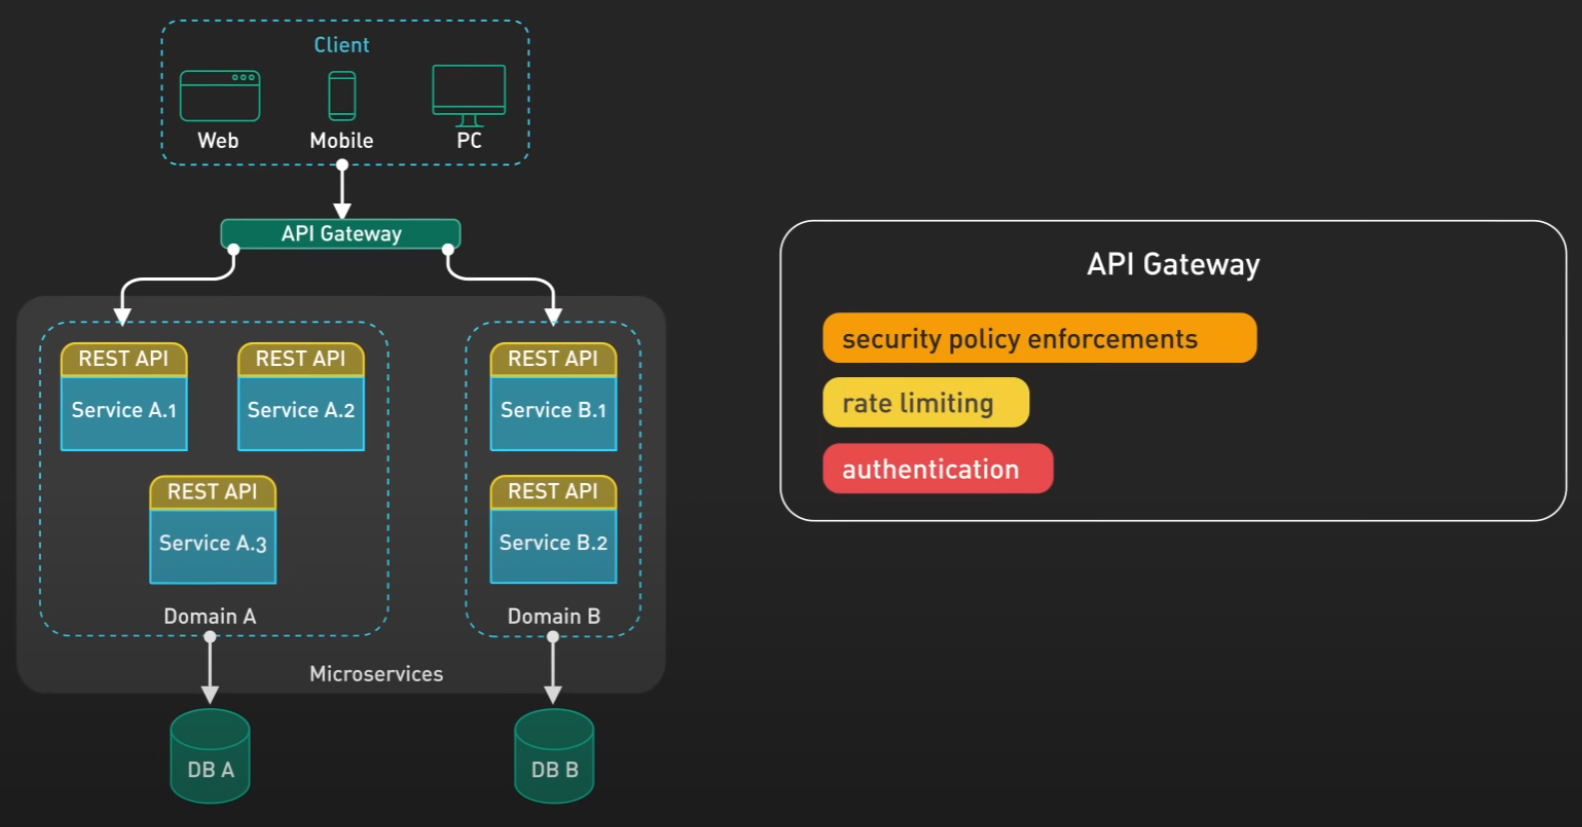 Client
Web
Mobile
PC
API Gateway
REST API
Service A.1
REST API
Service A.2
REST API
Service A.3
Domain A
REST API
Service B.1
REST API
Service B.2
Domain B
Microservices
DB A
DB B
API Gateway
security policy enforcements
rate limiting
authentication